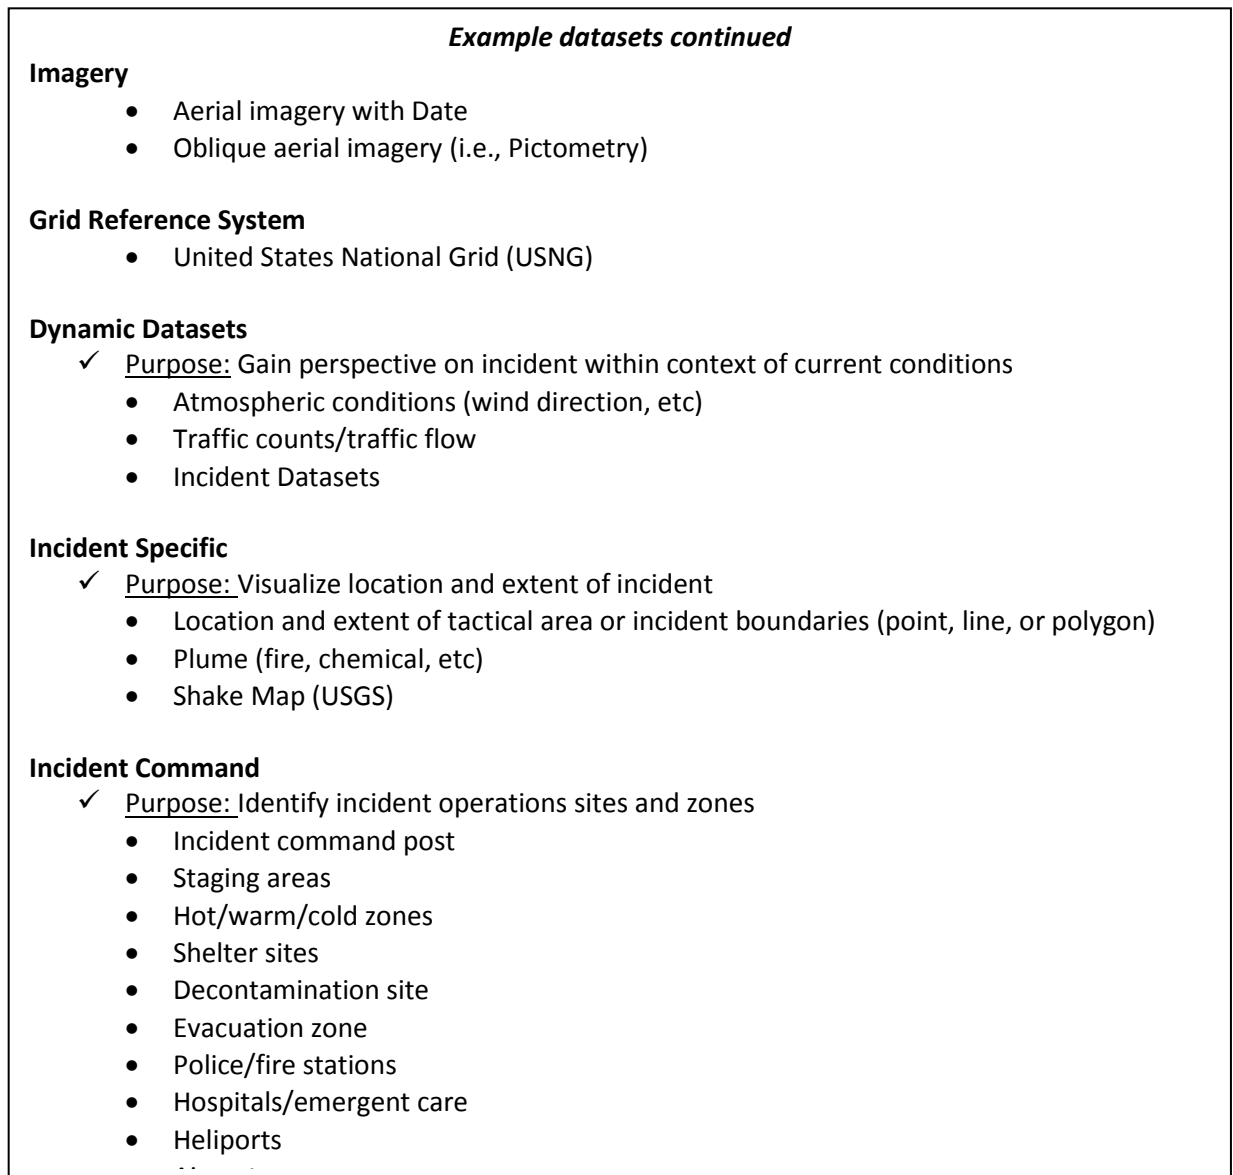 Example datasets continued
Imagery
• Aerial imagery with Date
• Oblique aerial imagery (i.e., Pictometry)
Grid Reference System
• United States National Grid (USNG)
Dynamic Datasets
✓ Purpose: Gain perspective on incident within context of current conditions
• Atmospheric conditions (wind direction, etc)
• Traffic counts/traffic flow
• Incident Datasets
Incident Specific
✓ Purpose: Visualize location and extent of incident
• Location and extent of tactical area or incident boundaries (point, line, or polygon)
• Plume (fire, chemical, etc)
• Shake Map (USGS)
Incident Command
✓ Purpose: Identify incident operations sites and zones
• Incident command post
• Staging areas
• Hot/warm/cold zones
• Shelter sites
• Decontamination site
• Evacuation zone
• Police/fire stations
• Hospitals/emergent care
• Heliports